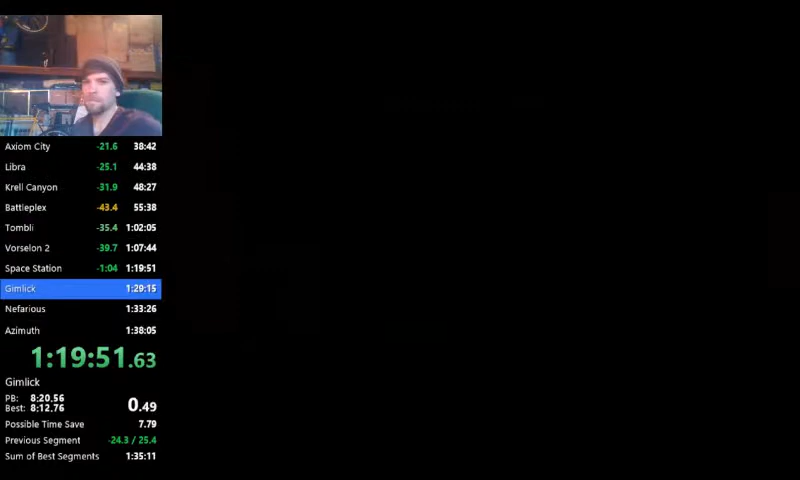 Axiom City -21.6 38:42
Libra -25.1 44:38
Krell Canyon -31.9 48:27
Battleplex -43.4 55:38
Tombli -35.4 1:02:05
Vorselon 2 -39.7 1:07:44
Space Station -1:04 1:19:51
Gimlick 1:29:15
Nefarious 1:33:26
Azimuth 1:38:05
1:19:51.63
Gimlick
PB: 8:20.56
Best: 8:12.76 0.49
Possible Time Save 7.79
Previous Segment -24.3 / 25.4
Sum of Best Segments 1:35:11